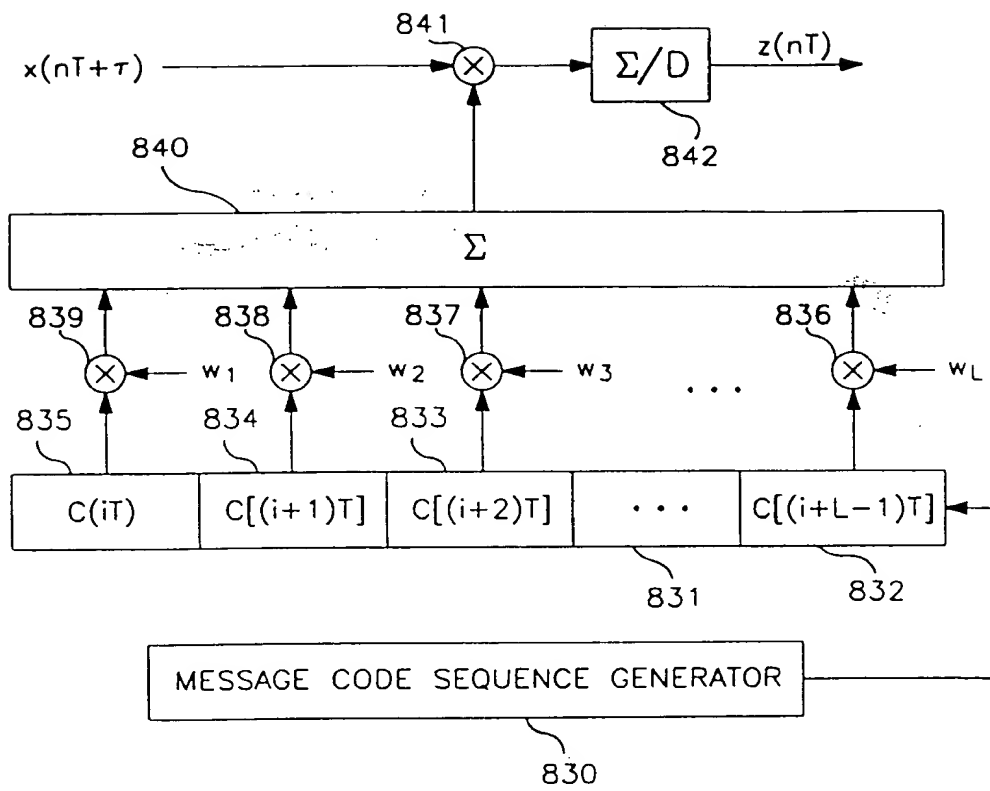 841
x(nT+τ)
Σ/D
z(nT)
842
840
Σ
839
838
837
836
w1
w2
w3
...
wL
835
834
833
C(iT)
C[(i+1)T]
C[(i+2)T]
...
C[(i+L-1)T]
831
832
MESSAGE CODE SEQUENCE GENERATOR
830